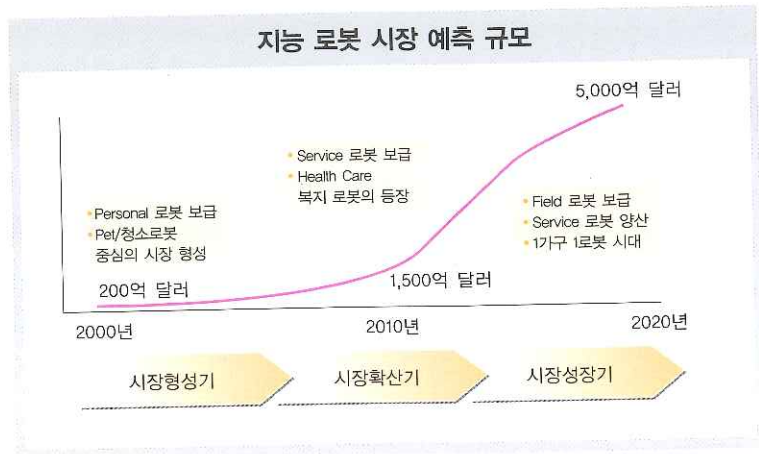 지능 로봇 시장 예측 규모
5,000억 달러
• Service 로봇 보급
• Health Care
복지 로봇의 등장
• Personal 로봇 보급
• Pet/청소로봇
중심의 시장 형성
• Field 로봇 보급
• Service 로봇 양산
• 1가구 1로봇 시대
200억 달러
1,500억 달러
2000년
2010년
2020년
시장형성기
시장확산기
시장성장기